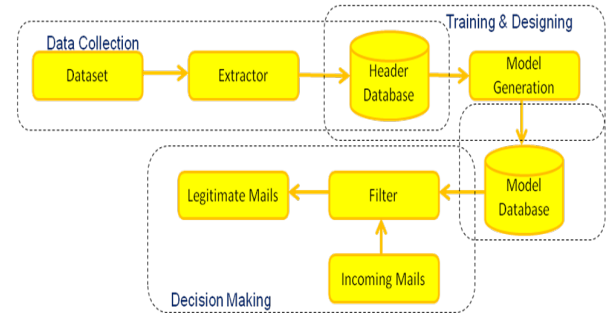 Training & Designing
Data Collection
Dataset
Extractor
Header
Database
Model
Generation
Legitimate Mails
Filter
Model
Database
Incoming Mails
Decision Making